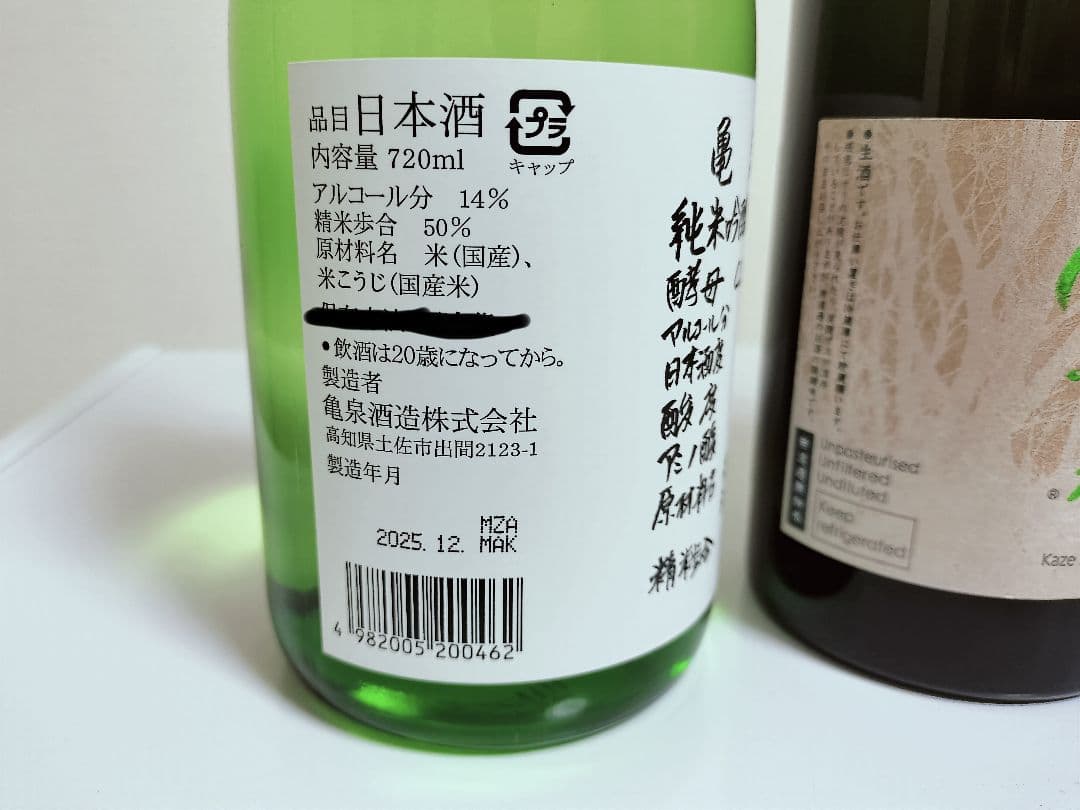 品目 日本酒
プラ
キャップ
内容量 720ml
アルコール分 14%
精米歩合 50%
原材料名 米(国産)、
米こうじ(国産米)
•飲酒は20歳になってから。
製造者
亀泉酒造株式会社
高知県土佐市出間2123-1
製造年月
MZA
2025.12. MAK
4 982005 200462
亀
純米吟
酵母
アルコール分
日本酒度
酸度
アミノ酸
原材料名
精米歩合
●生酒です。
Unpasteurised
Unfiltered
Undiluted
Keep
refrigerated
®
Kaze